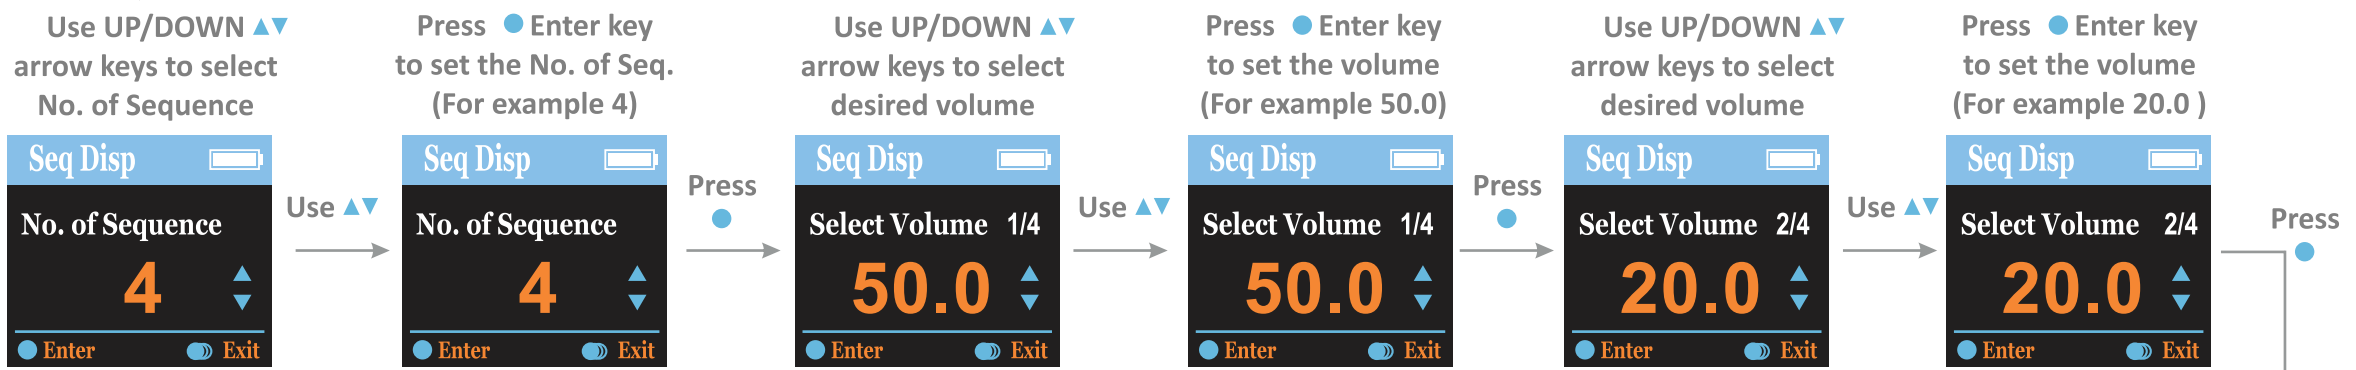 Use UP/DOWN ▲▼
arrow keys to select
No. of Sequence
Press ● Enter key
to set the No. of Seq.
(For example 4)
Use UP/DOWN ▲▼
arrow keys to select
desired volume
Press ● Enter key
to set the volume
(For example 50.0)
Use UP/DOWN ▲▼
arrow keys to select
desired volume
Press ● Enter key
to set the volume
(For example 20.0 )
Seq Disp
No. of Sequence
4
Enter Exit
Use ▲▼
Seq Disp
No. of Sequence
4
Enter Exit
Press
Seq Disp
Select Volume 1/4
50.0
Enter Exit
Use ▲▼
Seq Disp
Select Volume 1/4
50.0
Enter Exit
Press
Seq Disp
Select Volume 2/4
20.0
Enter Exit
Use ▲▼
Seq Disp
Select Volume 2/4
20.0
Enter Exit
Press